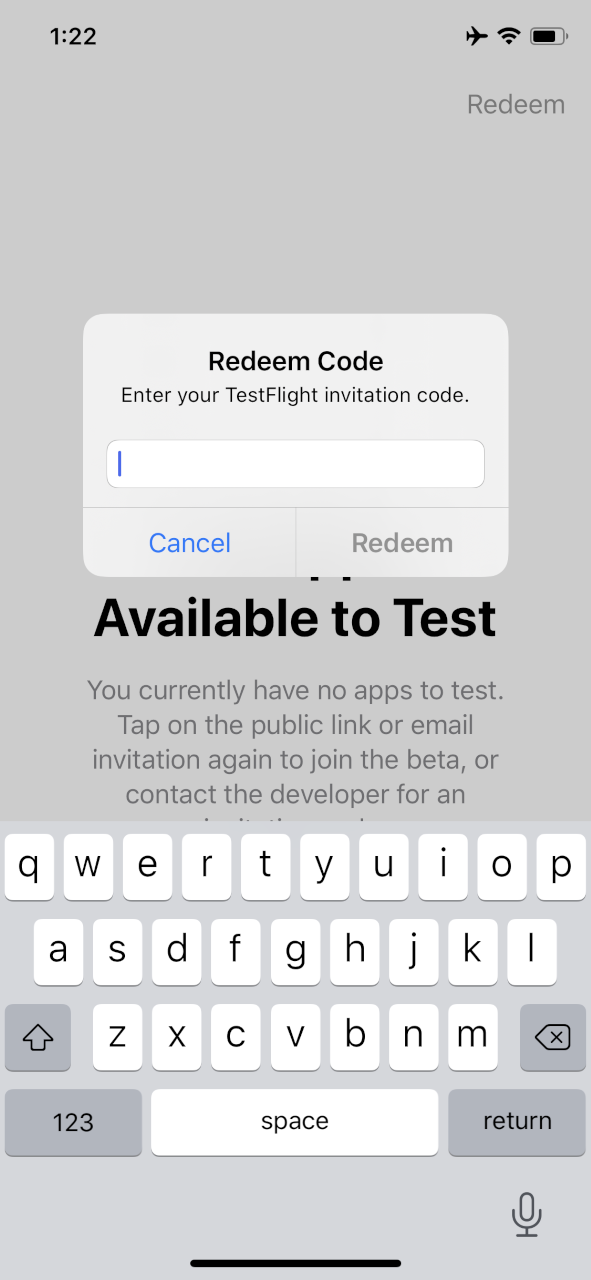 1:22
Redeem
Redeem Code
Enter your TestFlight invitation code.
Cancel
Redeem
Available to Test
You currently have no apps to test.
Tap on the public link or email
invitation again to join the beta, or
contact the developer for an
q w e r t y u i o p
a s d f g h j k l
z x c v b n m
123
space
return